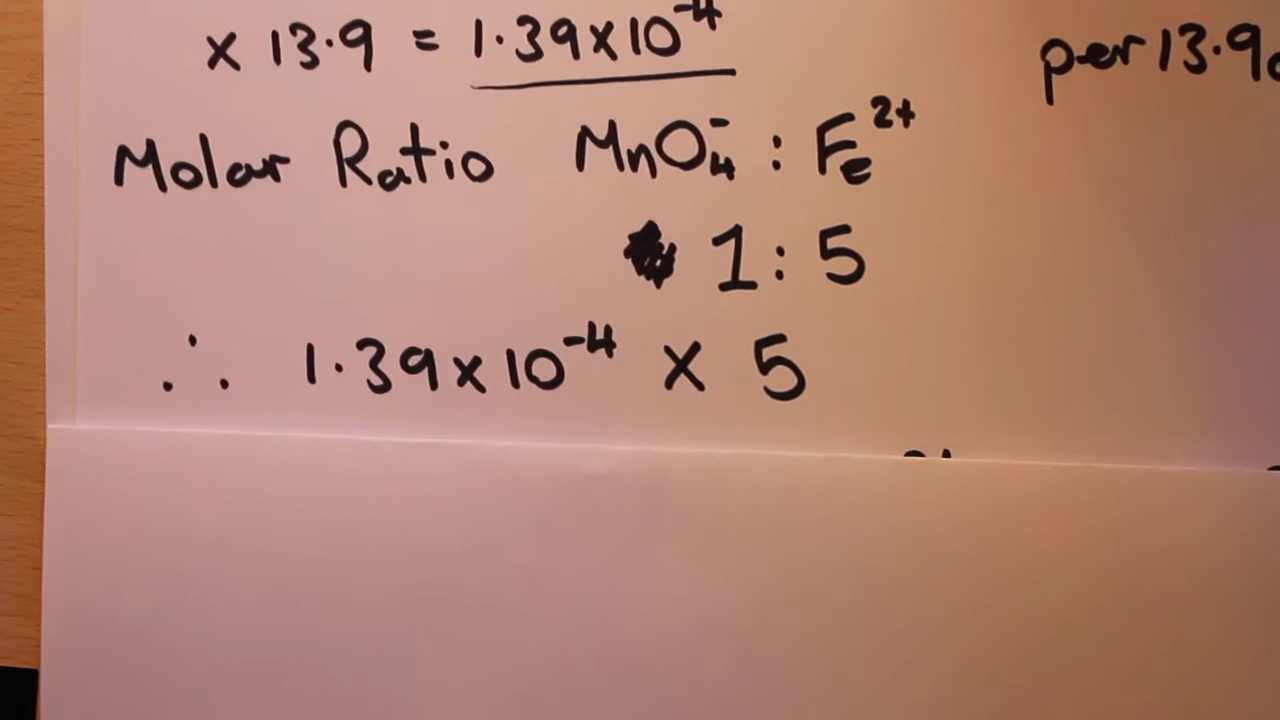 x 13.9 = 1.39x10⁻⁴
per 13.9
Molar Ratio MnO₄⁻ : Fe²⁺
1 : 5
∴ 1.39x10⁻⁴ x 5